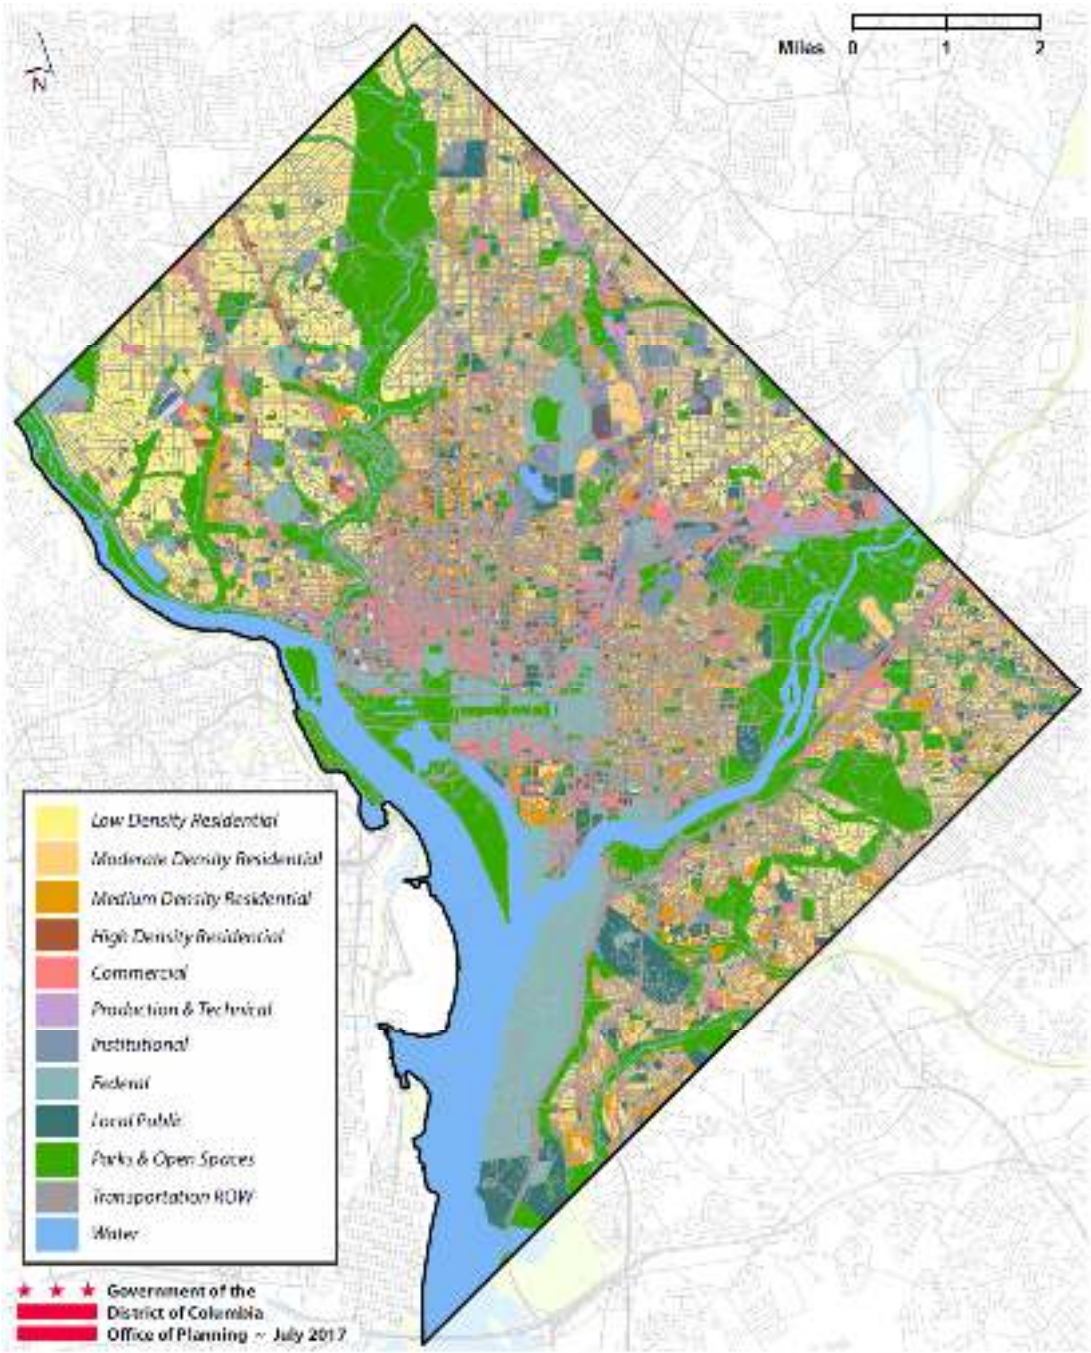 Miles 0 1 2
N
Low Density Residential
Moderate Density Residential
Medium Density Residential
High Density Residential
Commercial
Production & Technical
Institutional
Federal
Local Public
Parks & Open Spaces
Transportation ROW
Water
Government of the
District of Columbia
Office of Planning ~ July 2017